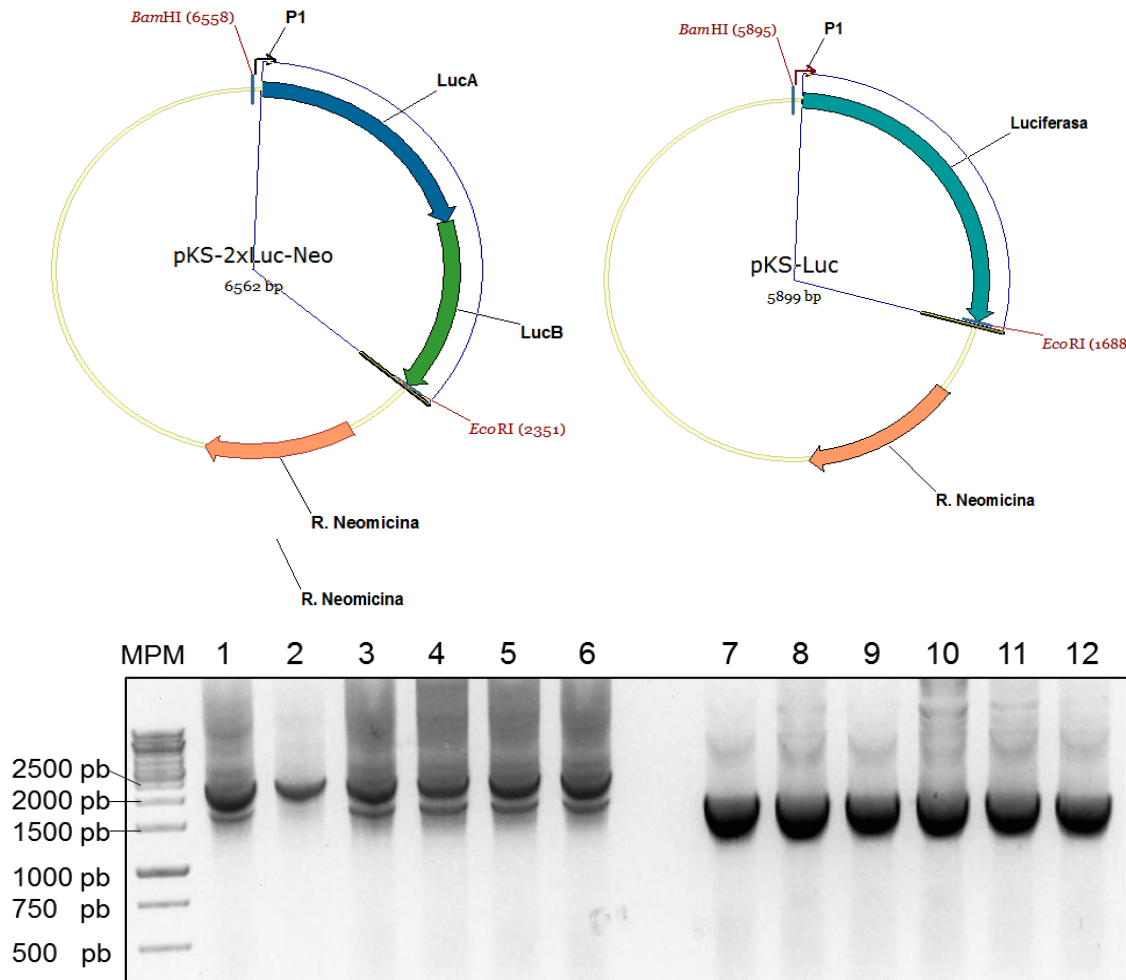 BamHI (6558)
P1
LucA
pKS-2xLuc-Neo
6562 bp
LucB
EcoRI (2351)
R. Neomicina
R. Neomicina
BamHI (5895)
P1
Luciferasa
pKS-Luc
5899 bp
EcoRI (1688
R. Neomicina
MPM 1 2 3 4 5 6 7 8 9 10 11 12
2500 pb
2000 pb
1500 pb
1000 pb
750 pb
500 pb